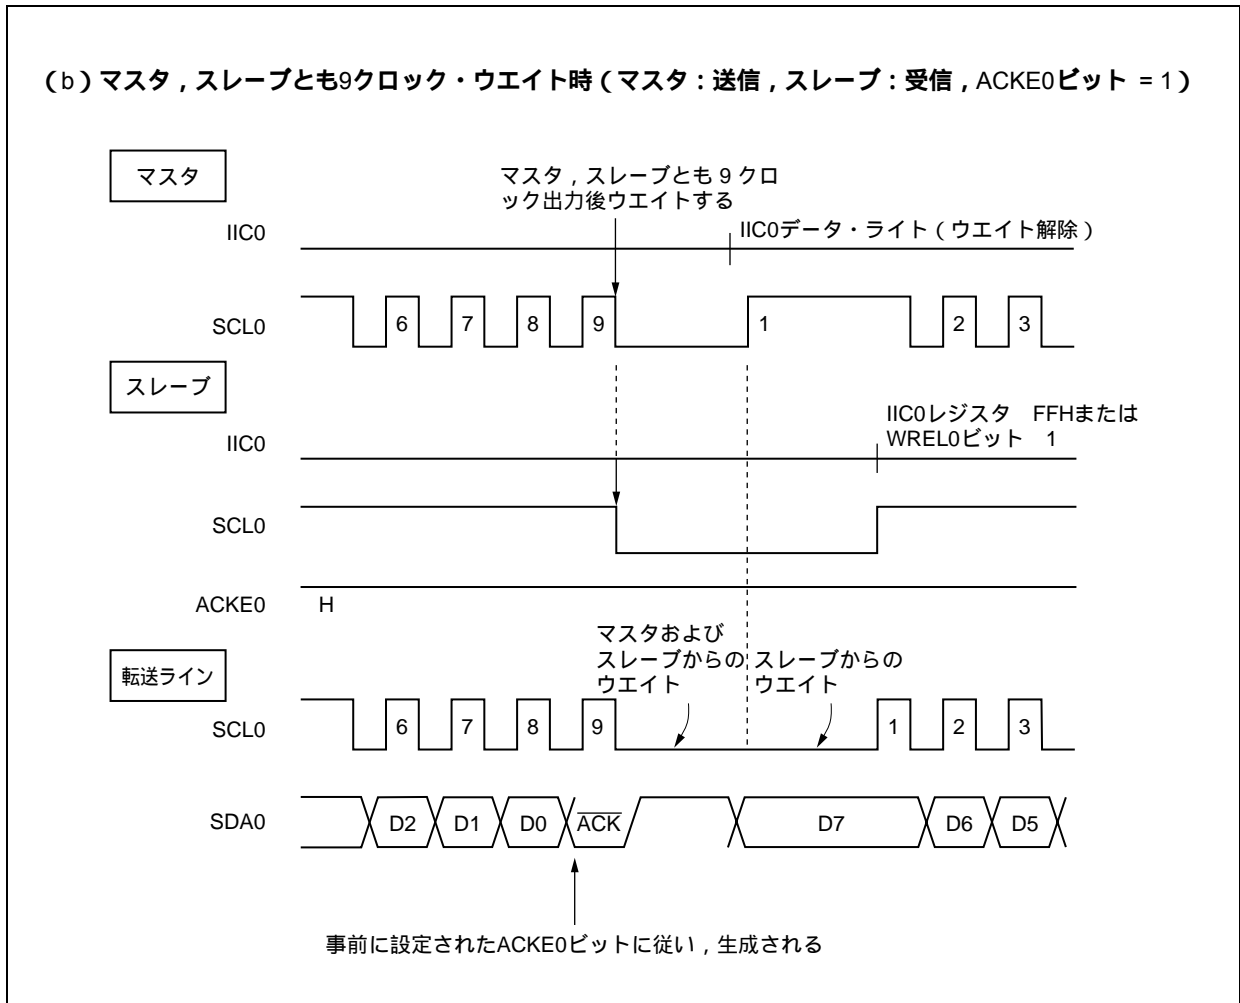 （b）マスタ，スレーブとも9クロック・ウエイト時（マスタ：送信，スレーブ：受信，ACKE0ビット = 1）
マスタ
マスタ，スレーブとも 9 クロ
ック出力後ウエイトする
IIC0
IIC0データ・ライト（ウエイト解除）
SCL0
6 7 8 9 1 2 3
スレーブ
IIC0レジスタ　FFHまたは
WREL0ビット　1
IIC0
SCL0
ACKE0
H
マスタおよび
スレーブからの
ウエイト
スレーブからの
ウエイト
転送ライン
SCL0
6 7 8 9 1 2 3
SDA0
D2 D1 D0 ACK D7 D6 D5
事前に設定されたACKE0ビットに従い，生成される